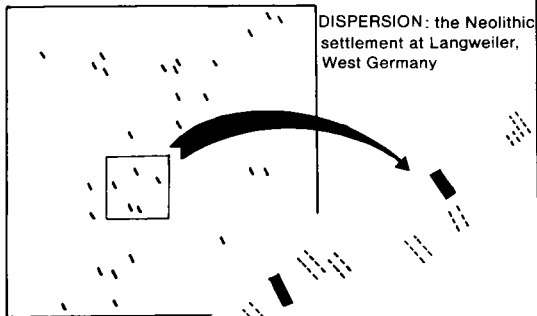 DISPERSION: the Neolithic
settlement at Langweiler,
West Germany